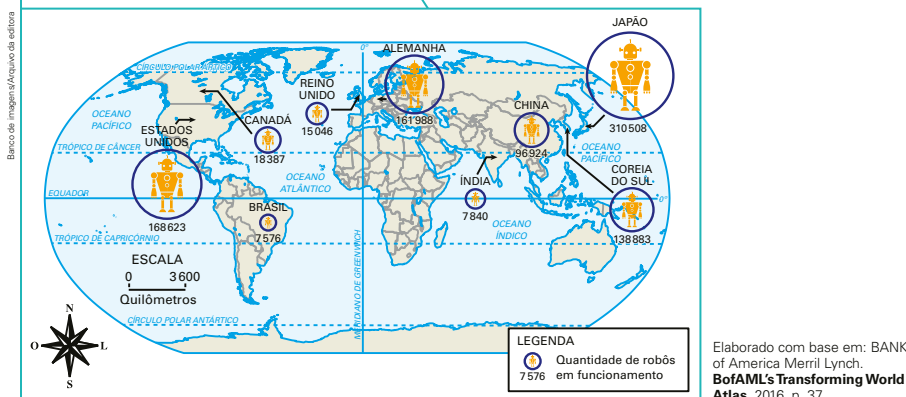 Banco de imagens/Arquivo da editora
JAPÃO
310 508
0°
ALEMANHA
161 988
CÍRCULO POLAR ÁRTICO
REINO
UNIDO
15 046
CHINA
96 924
OCEANO
PACÍFICO
CANADÁ
18 387
ESTADOS
UNIDOS
168 623
TRÓPICO DE CÂNCER
OCEANO
PACÍFICO
COREIA
DO SUL
138 883
OCEANO
ATLÂNTICO
ÍNDIA
7 840
EQUADOR
0°
BRASIL
7 576
OCEANO
ÍNDICO
TRÓPICO DE CAPRICÓRNIO
MERIDIANO DE GREENWICH
ESCALA
0 3 600
Quilômetros
CÍRCULO POLAR ANTÁRTICO
N
O L
S
LEGENDA
Quantidade de robôs
7 576 em funcionamento
Elaborado com base em: BANK
of America Merril Lynch.
BofAML's Transforming World
Atlas, 2016. p. 37.